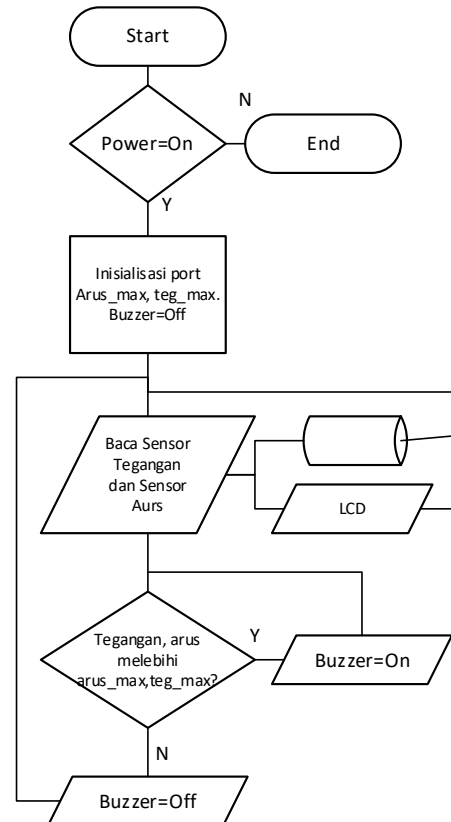 Start
N
Power=On
End
Y
Inisialisasi port
Arus_max, teg_max.
Buzzer=Off
Baca Sensor
Tegangan
dan Sensor
Aurs
LCD
Tegangan, arus
melebihi
arus_max,teg_max?
Y
Buzzer=On
N
Buzzer=Off